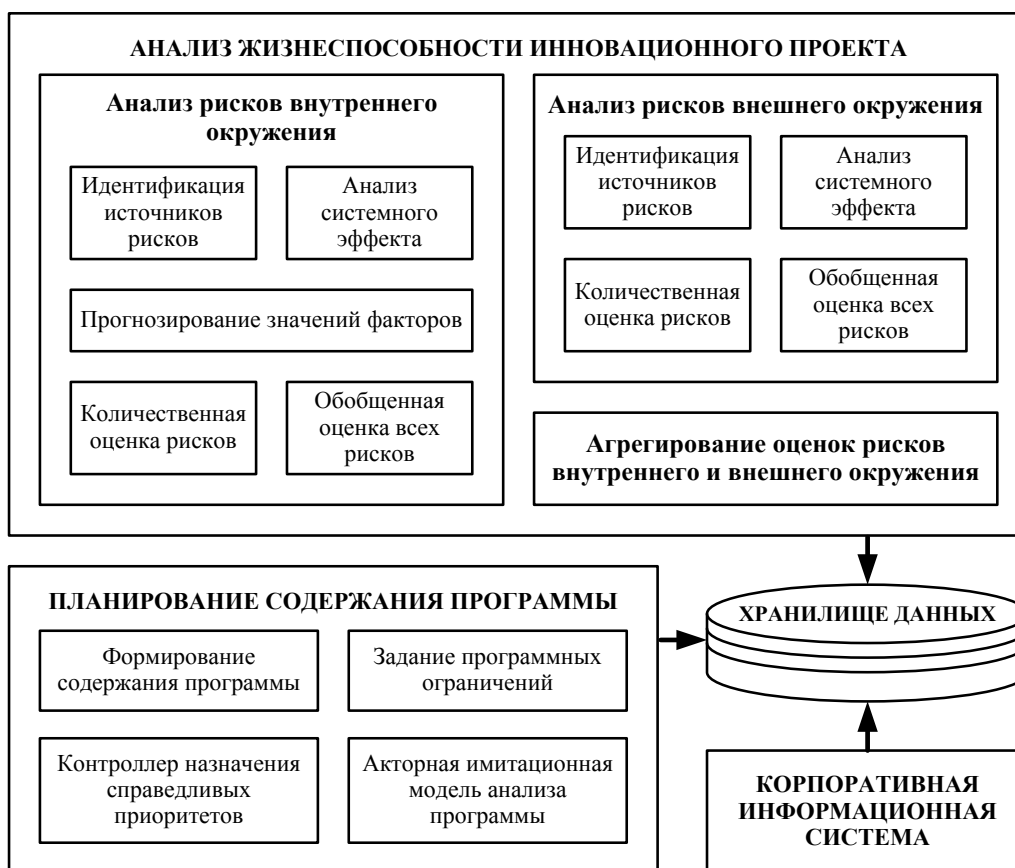 АНАЛИЗ ЖИЗНЕСПОСОБНОСТИ ИННОВАЦИОННОГО ПРОЕКТА
Анализ рисков внутреннего
окружения
Идентификация
источников
рисков
Анализ
системного
эффекта
Прогнозирование значений факторов
Количественная
оценка рисков
Обобщенная
оценка всех
рисков
Анализ рисков внешнего окружения
Идентификация
источников
рисков
Анализ
системного
эффекта
Количественная
оценка рисков
Обобщенная
оценка всех
рисков
Агрегирование оценок рисков
внутреннего и внешнего окружения
ПЛАНИРОВАНИЕ СОДЕРЖАНИЯ ПРОГРАММЫ
Формирование
содержания программы
Задание программных
ограничений
Контроллер назначения
справедливых
приоритетов
Акторная имитационная
модель анализа
программы
ХРАНИЛИЩЕ ДАННЫХ
КОРПОРАТИВНАЯ
ИНФОРМАЦИОННАЯ
СИСТЕМА